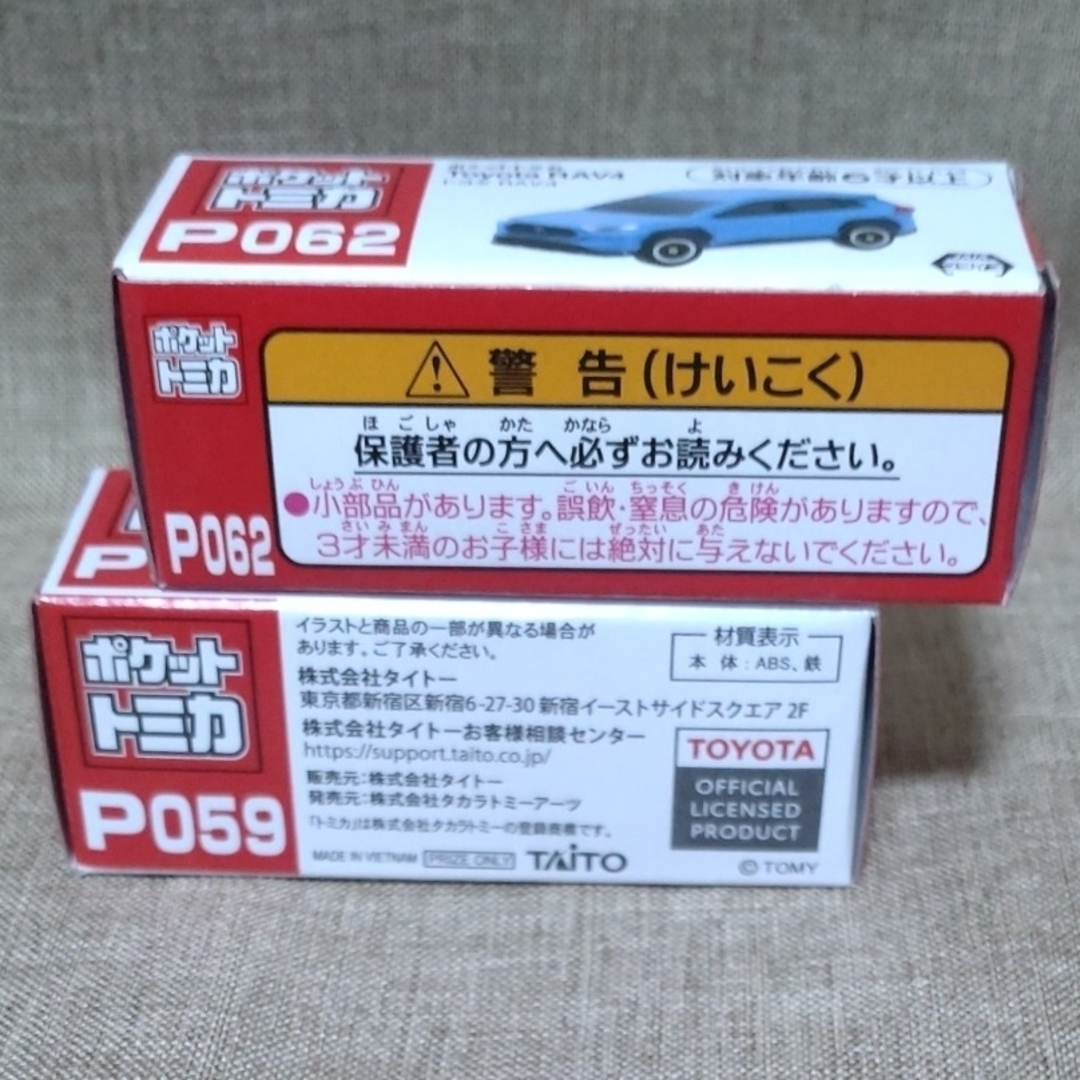 ポケット
トミカ
P062
Toyota RAV4
ポケット
トミカ
P062
警告(けいこく)
ほごしゃ かた かなら よ
保護者の方へ必ずお読みください。
しょうぶひん ごいん ちっそく きけん
●小部品があります。誤飲・窒息の危険がありますので、
さいみまん こさま ぜったい あた
3才未満のお子様には絶対に与えないでください。
ポケット
トミカ
P059
イラストと商品の一部が異なる場合が
あります。ご了承ください。
株式会社タイトー
東京都新宿区新宿6-27-30 新宿イーストサイドスクエア 2F
株式会社タイトーお客様相談センター
https://support.taito.co.jp/
販売元:株式会社タイトー
発売元:株式会社タカラトミーアーツ
「トミカ」は株式会社タカラトミーの登録商標です。
MADE IN VIETNAM PRIZE ONLY TAITO
材質表示
本体:ABS、鉄
TOYOTA
OFFICIAL
LICENSED
PRODUCT
© TOMY